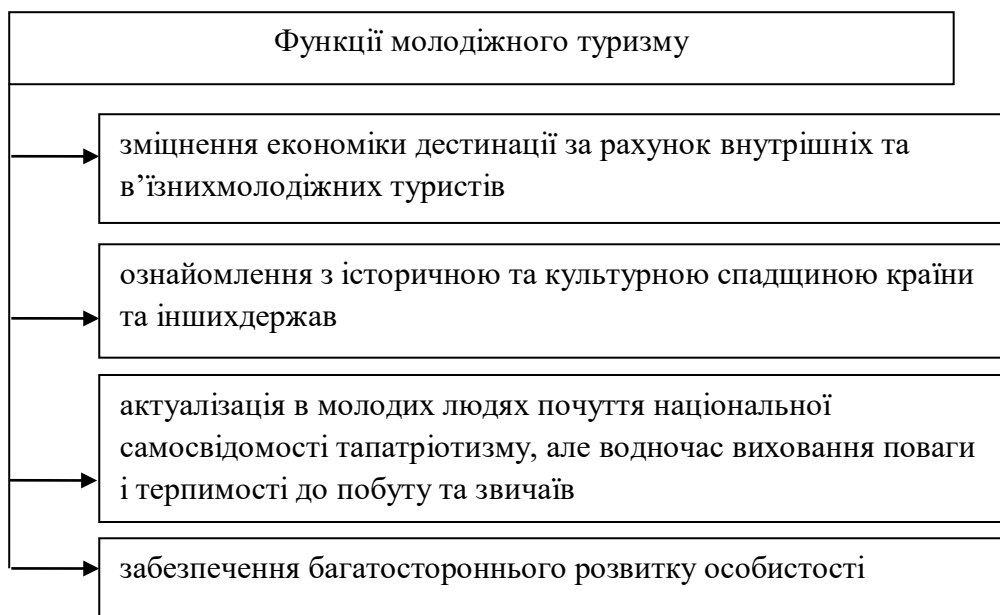 Функції молодіжного туризму
зміцнення економіки дестинації за рахунок внутрішніх та
в’їзнихмолодіжних туристів
ознайомлення з історичною та культурною спадщиною країни
та іншихдержав
актуалізація в молодих людях почуття національної
самосвідомості тапатріотизму, але водночас виховання поваги
і терпимості до побуту та звичаїв
забезпечення багатостороннього розвитку особистості